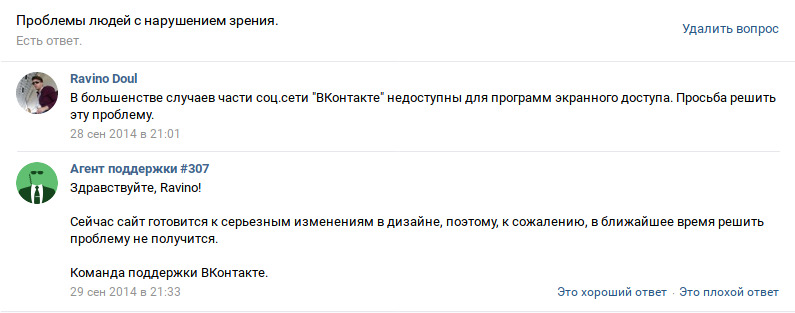 Проблемы людей с нарушением зрения.
Есть ответ.
Удалить вопрос
Ravino Doul
В большенстве случаев части соц.сети "ВКонтакте" недоступны для программ экранного доступа. Просьба решить
эту проблему.
28 сен 2014 в 21:01
Агент поддержки #307
Здравствуйте, Ravino!
Сейчас сайт готовится к серьезным изменениям в дизайне, поэтому, к сожалению, в ближайшее время решить
проблему не получится.
Команда поддержки ВКонтакте.
29 сен 2014 в 21:33
Это хороший ответ · Это плохой ответ